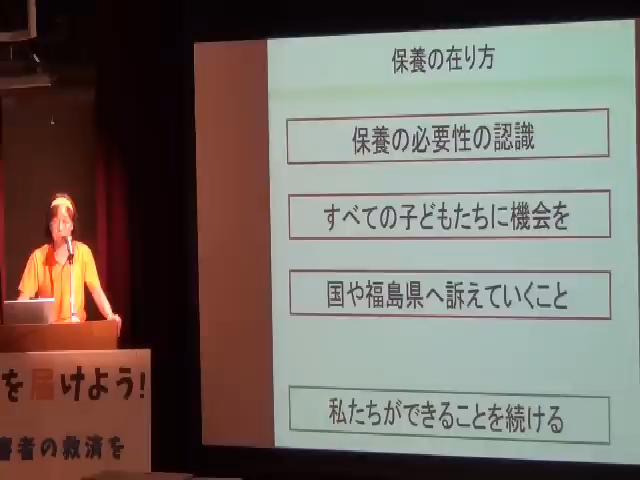 保養の在り方
保養の必要性の認識
すべての子どもたちに機会を
国や福島県へ訴えていくこと
私たちができることを続ける
を届けよう!
害者の救済を